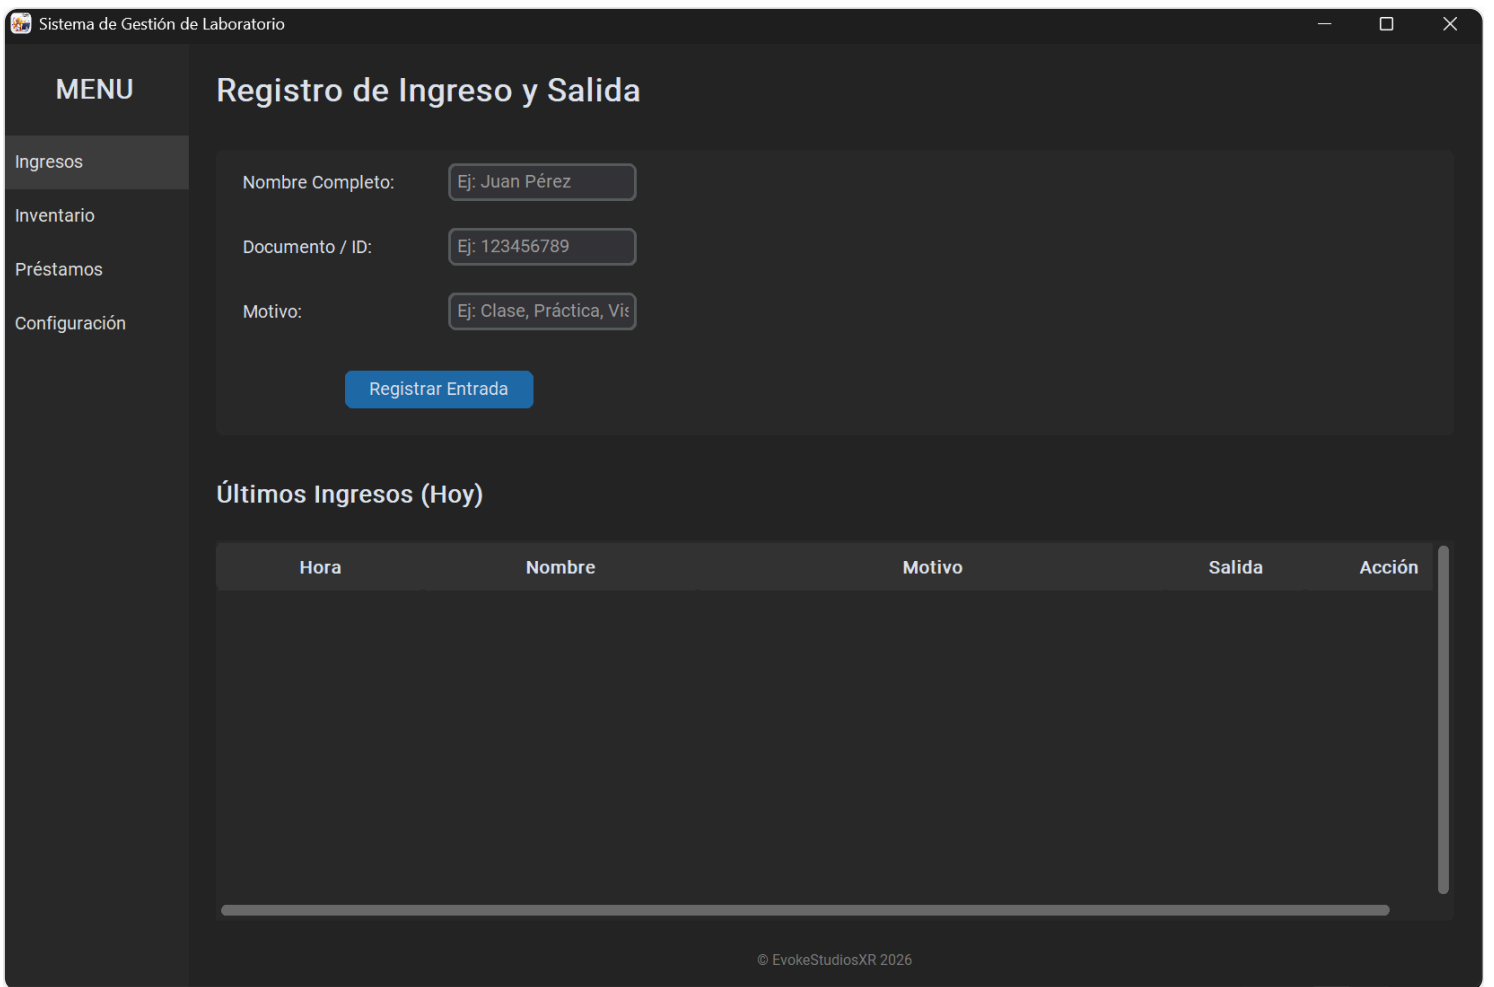 Sistema de Gestión de Laboratorio
MENU
Ingresos
Inventario
Préstamos
Configuración
Registro de Ingreso y Salida
Nombre Completo: Ej: Juan Pérez
Documento / ID: Ej: 123456789
Motivo: Ej: Clase, Práctica, Vis
Registrar Entrada
Últimos Ingresos (Hoy)
Hora Nombre Motivo Salida Acción
© EvokeStudiosXR 2026